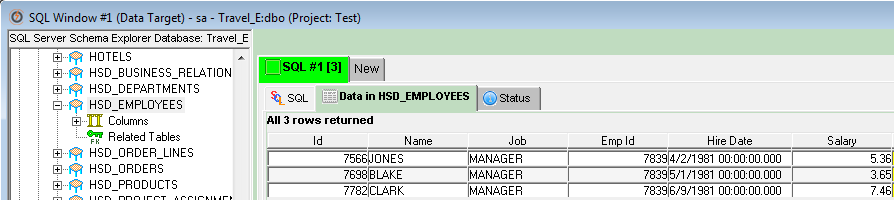 SQL Window #1 (Data Target) - sa - Travel_E:dbo (Project: Test)
SQL Server Schema Explorer Database: Travel_E
HOTELS
HSD_BUSINESS_RELATION
HSD_DEPARTMENTS
HSD_EMPLOYEES
Columns
FK Related Tables
HSD_ORDER_LINES
HSD_ORDERS
HSD_PRODUCTS
HSD_PROJECT_ASSIGNMENT
SQL #1 [3] New
SQL Data in HSD_EMPLOYEES Status
All 3 rows returned
Id Name Job Emp Id Hire Date Salary
7566 JONES MANAGER 7839 4/2/1981 00:00:00.000 5.36
7698 BLAKE MANAGER 7839 5/1/1981 00:00:00.000 3.65
7782 CLARK MANAGER 7839 6/9/1981 00:00:00.000 7.46